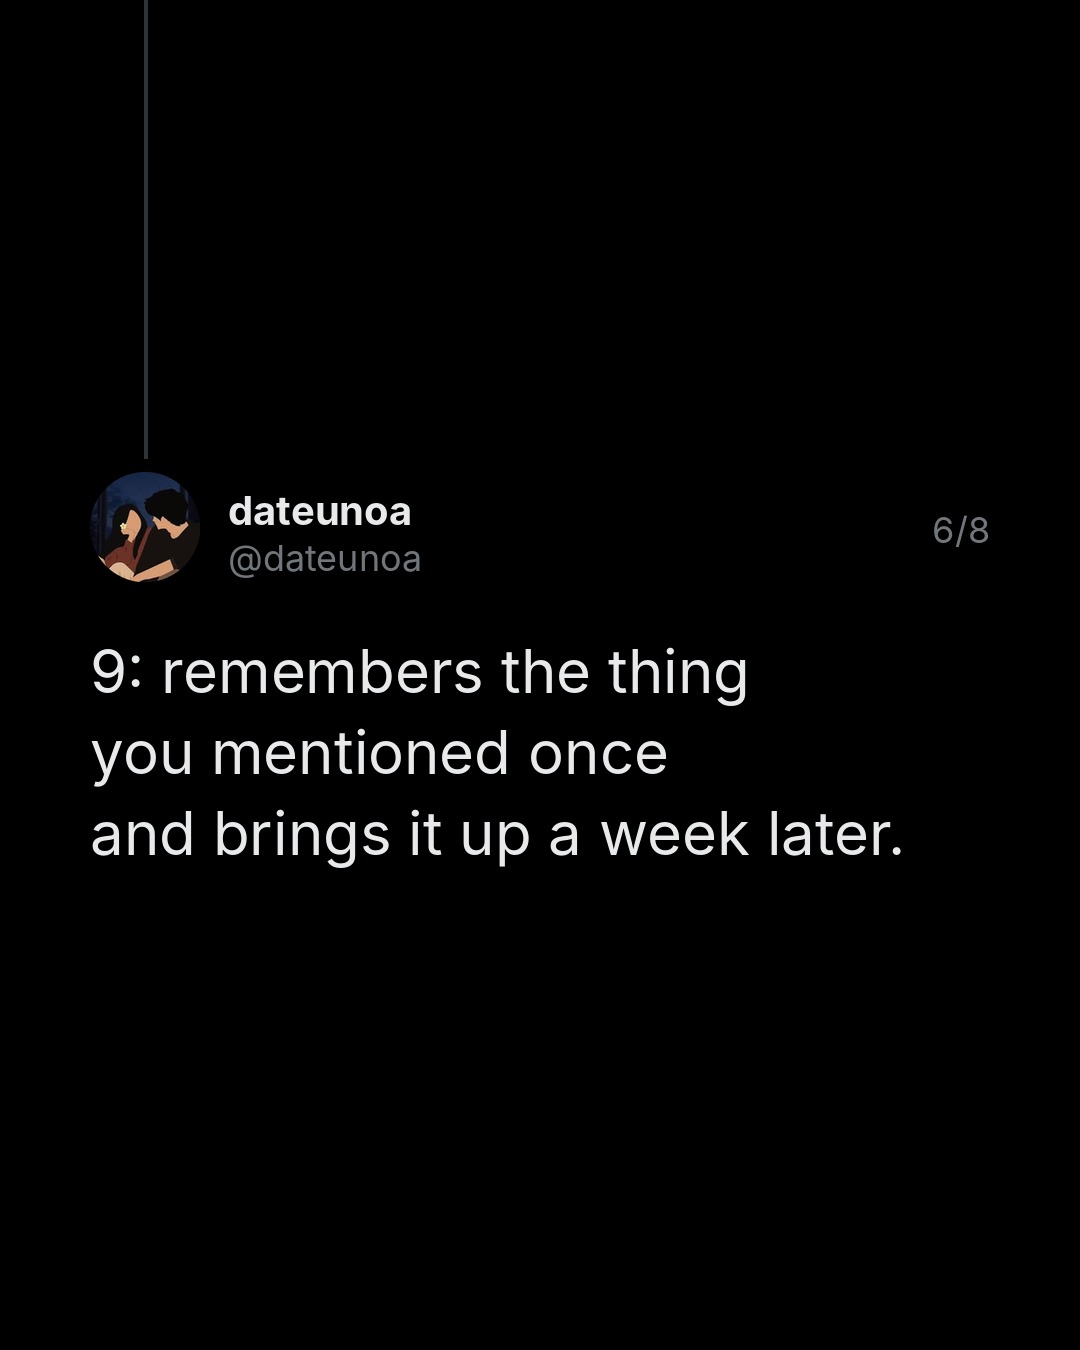 dateunoa
@dateunoa
6/8
9: remembers the thing
you mentioned once
and brings it up a week later.